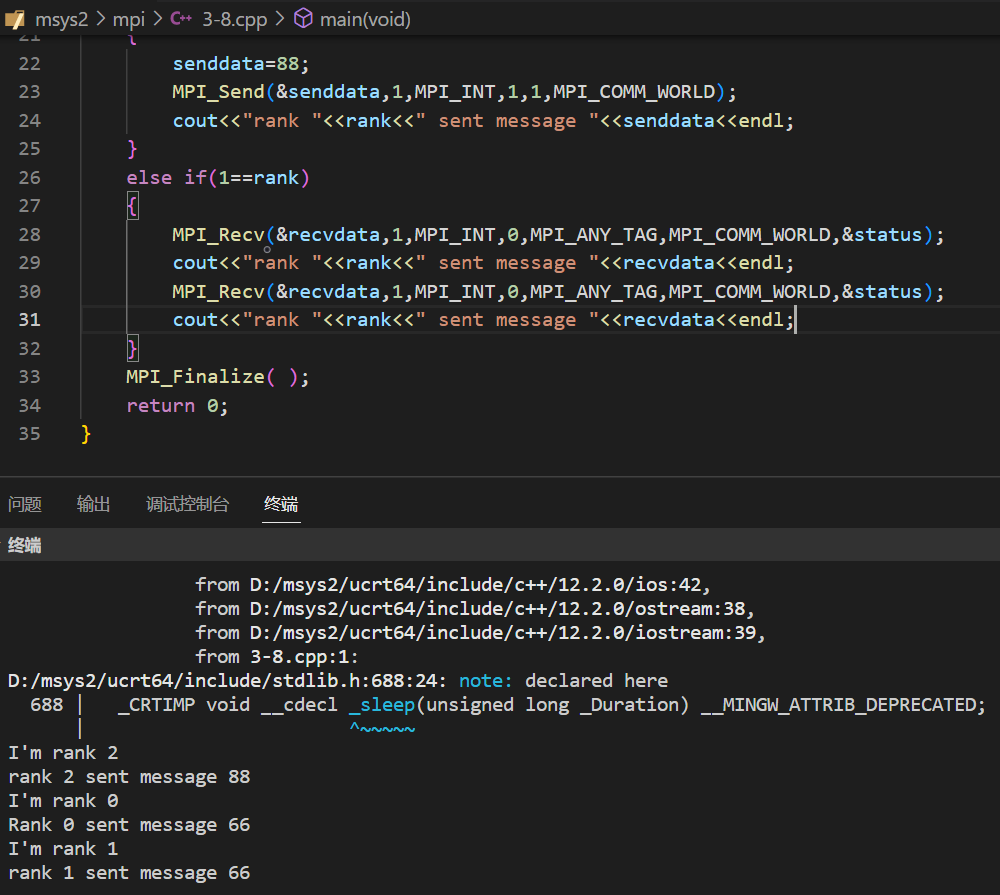 msys2 > mpi > C++ 3-8.cpp > main(void)
21 {
22 senddata=88;
23 MPI_Send(&senddata,1,MPI_INT,1,1,MPI_COMM_WORLD);
24 cout<<"rank "<<rank<<" sent message "<<senddata<<endl;
25 }
26 else if(1==rank)
27 {
28 MPI_Recv(&recvdata,1,MPI_INT,0,MPI_ANY_TAG,MPI_COMM_WORLD,&status);
29 cout<<"rank "<<rank<<" sent message "<<recvdata<<endl;
30 MPI_Recv(&recvdata,1,MPI_INT,0,MPI_ANY_TAG,MPI_COMM_WORLD,&status);
31 cout<<"rank "<<rank<<" sent message "<<recvdata<<endl;
32 }
33 MPI_Finalize( );
34 return 0;
35 }
问题 输出 调试控制台 终端
终端
from D:/msys2/ucrt64/include/c++/12.2.0/ios:42,
from D:/msys2/ucrt64/include/c++/12.2.0/ostream:38,
from D:/msys2/ucrt64/include/c++/12.2.0/iostream:39,
from 3-8.cpp:1:
D:/msys2/ucrt64/include/stdlib.h:688:24: note: declared here
688 | _CRTIMP void __cdecl _sleep(unsigned long _Duration) __MINGW_ATTRIB_DEPRECATED;
| ^~~~~~
I'm rank 2
rank 2 sent message 88
I'm rank 0
Rank 0 sent message 66
I'm rank 1
rank 1 sent message 66